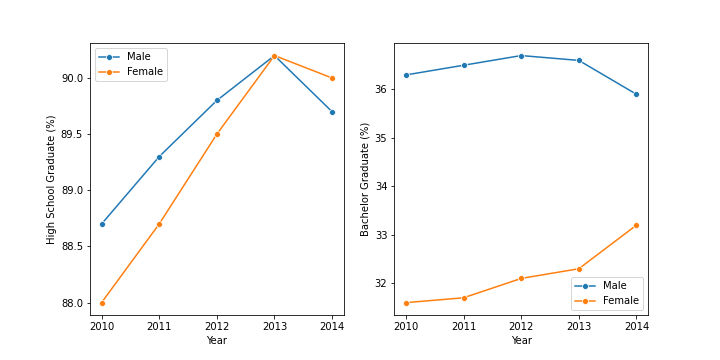 Male
Female
High School Graduate (%)
90.0
89.5
89.0
88.5
88.0
2010 2011 2012 2013 2014
Year
Bachelor Graduate (%)
36
35
34
33
32
Male
Female
2010 2011 2012 2013 2014
Year